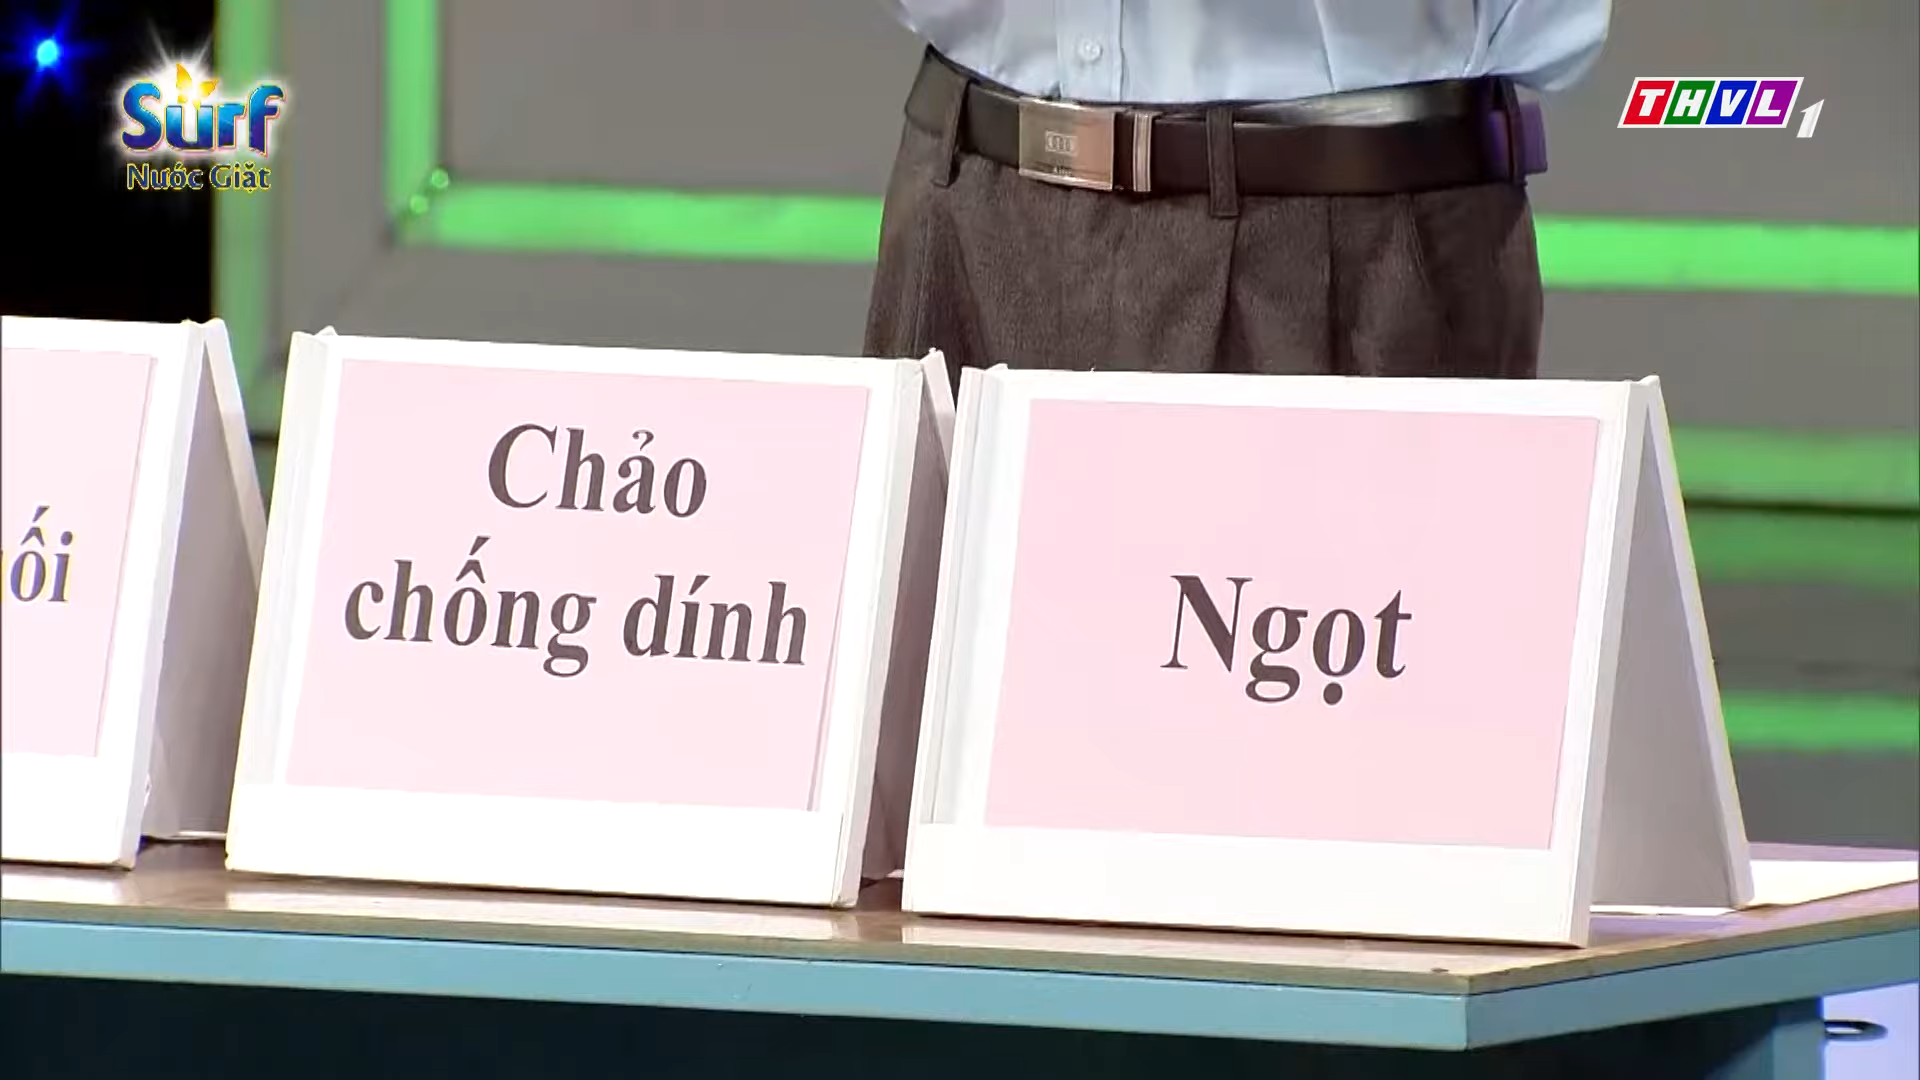 Surf
Nước Giặt
THVL1
Chảo
chống dính
Ngọt